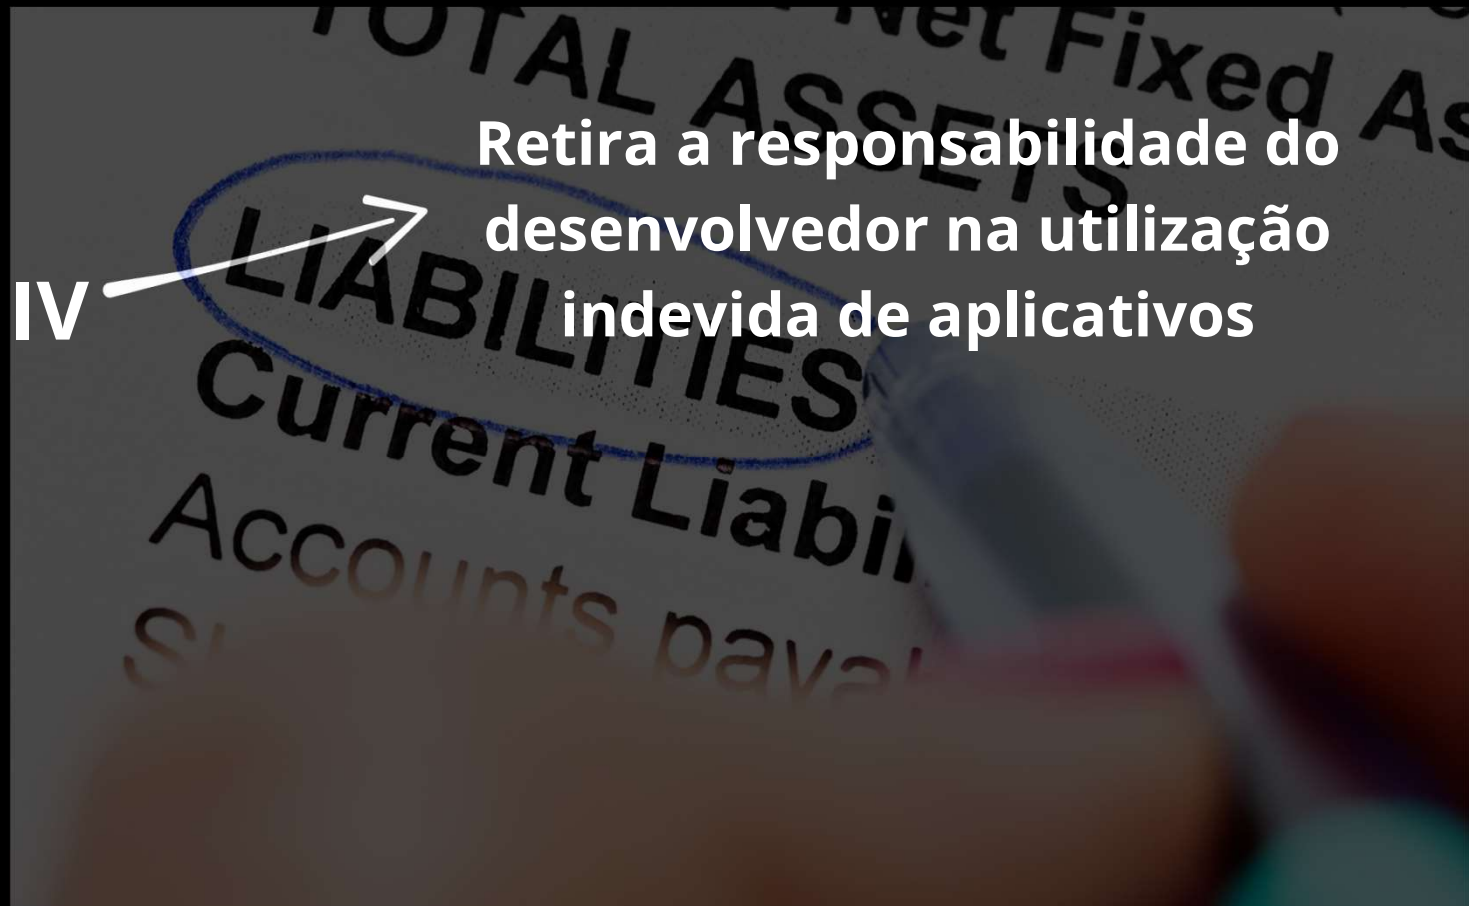 Net Fixed As
TOTAL ASSETS
Retira a responsabilidade do
desenvolvedor na utilização
indevida de aplicativos
IV
LIABILITIES
Current Liabi
Accounts paya